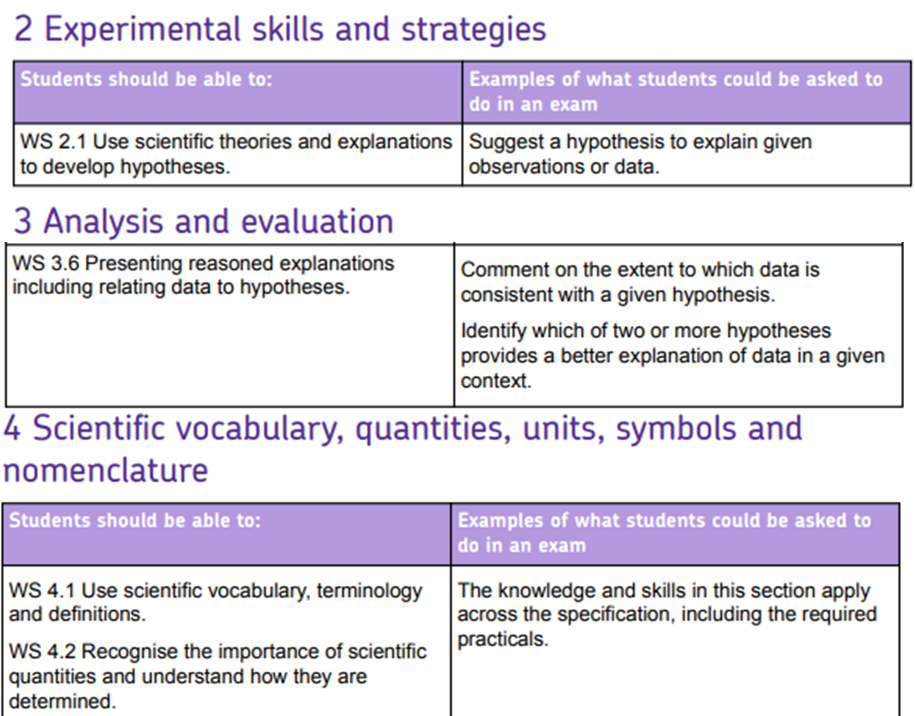 2 Experimental skills and strategies
Students should be able to:
Examples of what students could be asked to
do in an exam
WS 2.1 Use scientific theories and explanations
to develop hypotheses.
Suggest a hypothesis to explain given
observations or data.
3 Analysis and evaluation
WS 3.6 Presenting reasoned explanations
including relating data to hypotheses.
Comment on the extent to which data is
consistent with a given hypothesis.
Identify which of two or more hypotheses
provides a better explanation of data in a given
context.
4 Scientific vocabulary, quantities, units, symbols and
nomenclature
Students should be able to:
Examples of what students could be asked to
do in an exam
WS 4.1 Use scientific vocabulary, terminology
and definitions.
WS 4.2 Recognise the importance of scientific
quantities and understand how they are
determined.
The knowledge and skills in this section apply
across the specification, including the required
practicals.